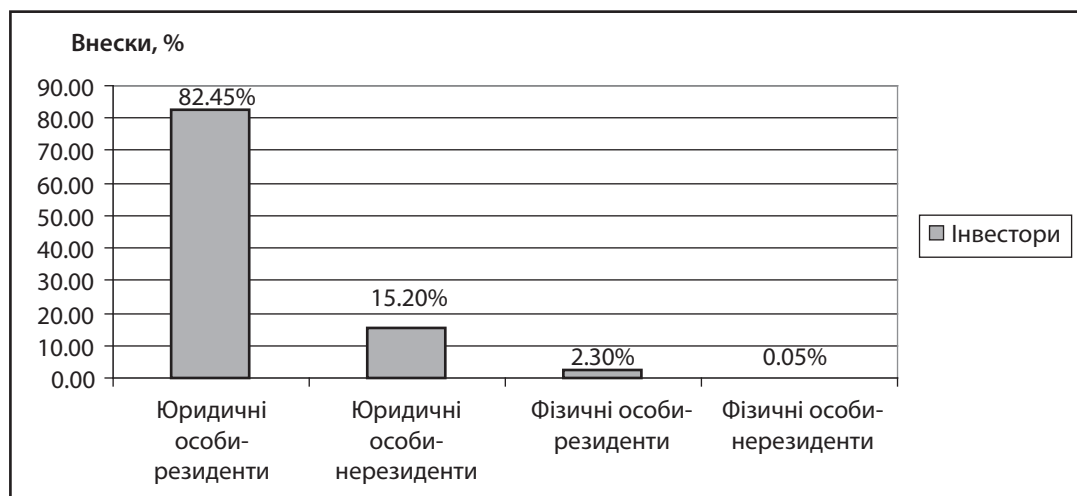 Внески, %
90.00
80.00
70.00
60.00
50.00
40.00
30.00
20.00
10.00
0.00
82.45%
15.20%
2.30%
0.05%
Юридичні
особи-
резиденти
Юридичні
особи-
нерезиденти
Фізичні особи-
резиденти
Фізичні особи-
нерезиденти
Інвестори